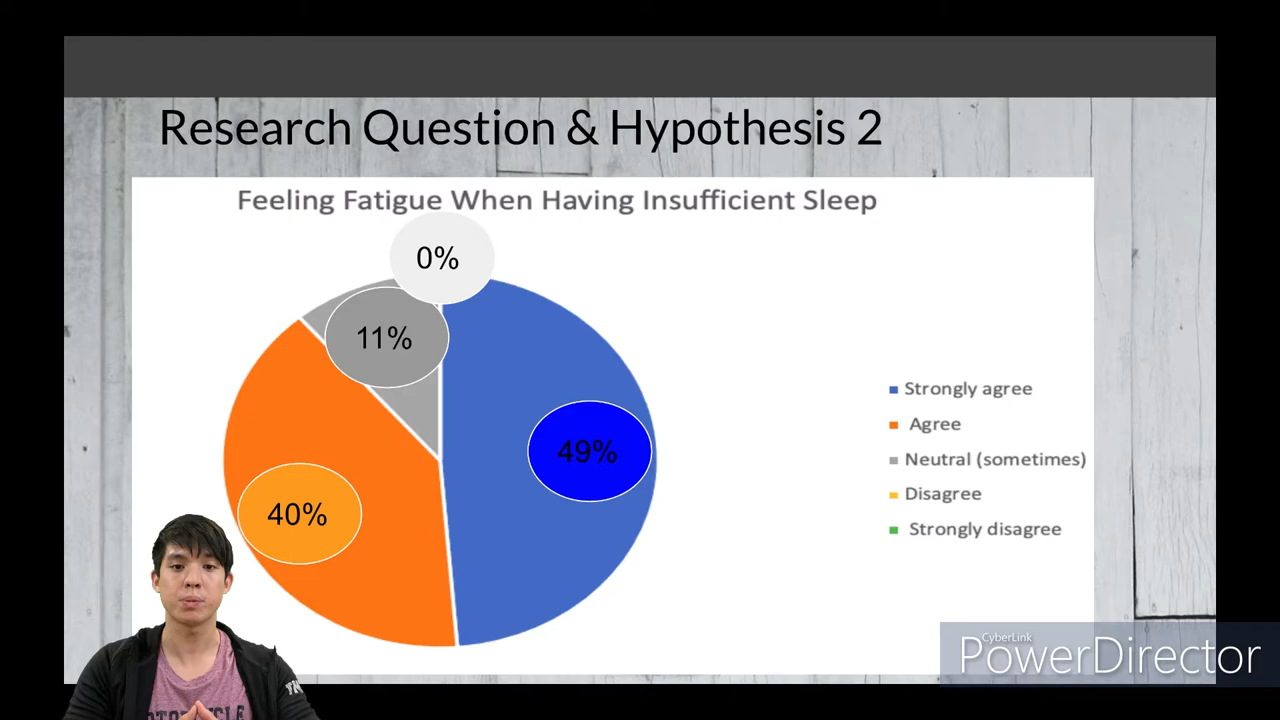 Research Question & Hypothesis 2
Feeling Fatigue When Having Insufficient Sleep
0%
11%
49%
40%
Strongly agree
Agree
Neutral (sometimes)
Disagree
Strongly disagree
CyberLink
PowerDirector